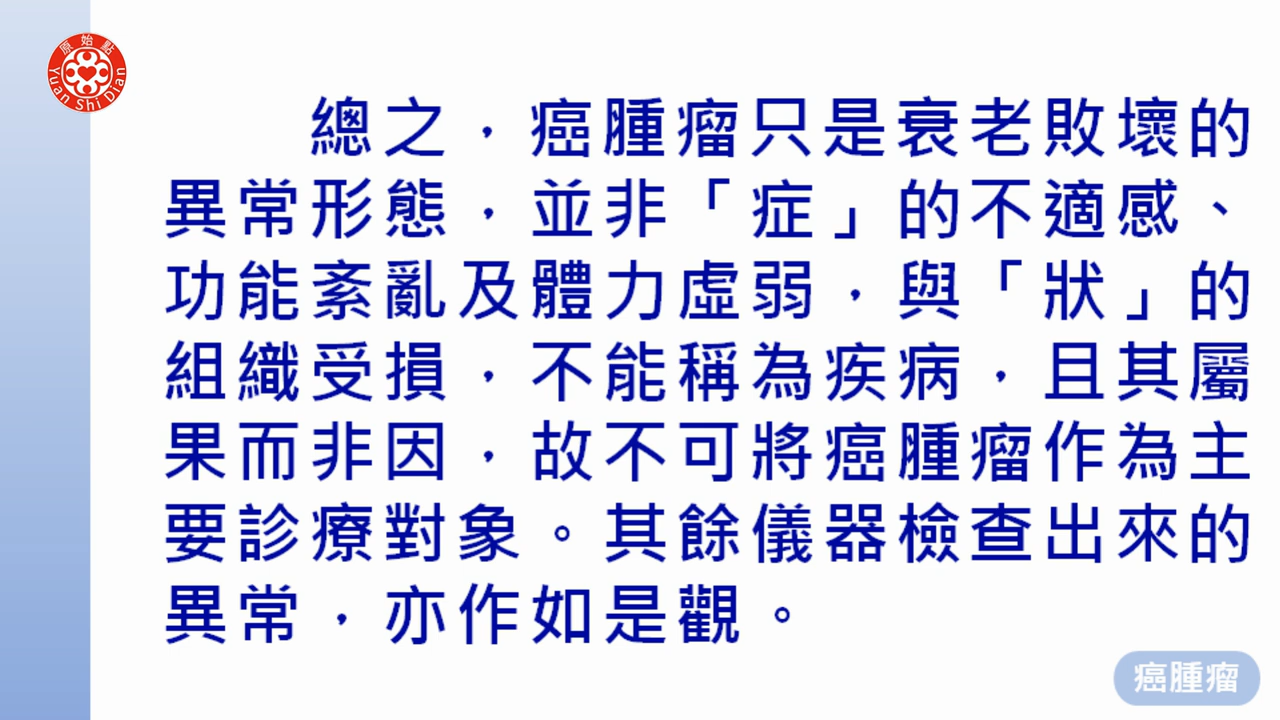 原始點
Yuan Shi Dian
總之，癌腫瘤只是衰老敗壞的
異常形態，並非「症」的不適感、
功能紊亂及體力虛弱，與「狀」的
組織受損，不能稱為疾病，且其屬
果而非因，故不可將癌腫瘤作為主
要診療對象。其餘儀器檢查出來的
異常，亦作如是觀。
癌腫瘤